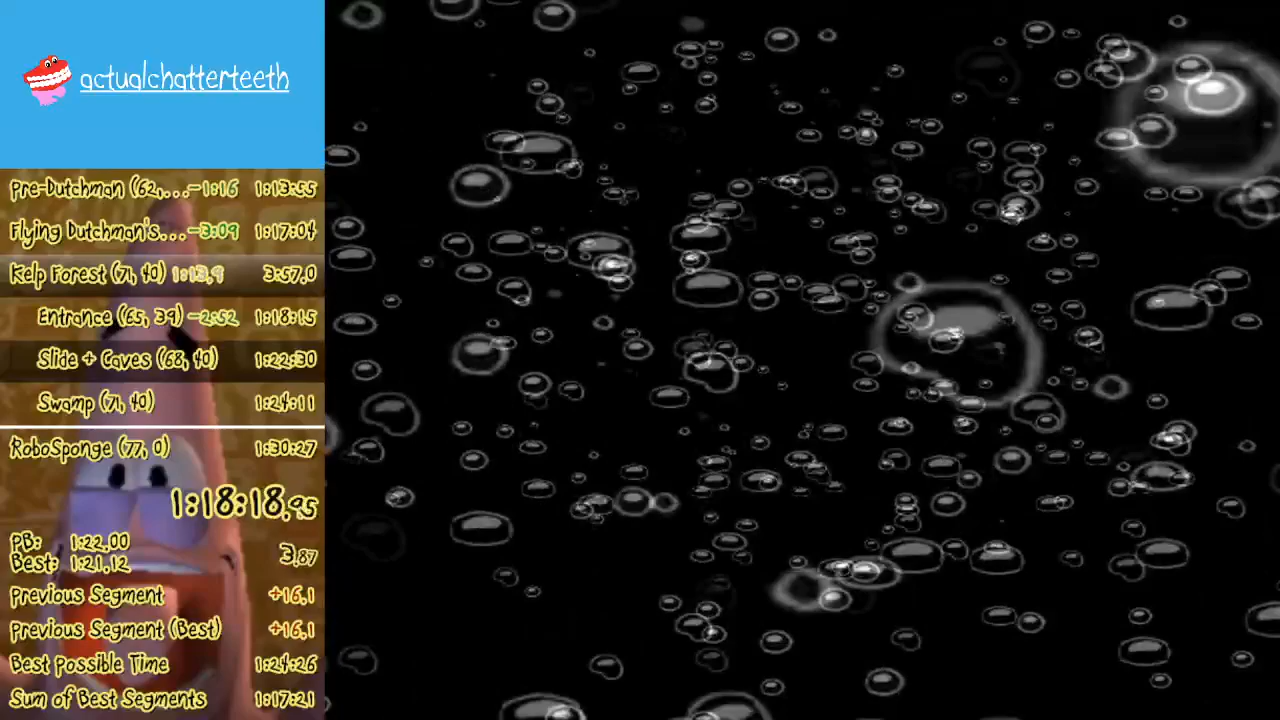 actualchatterteeth
Pre-Dutchman (62,... -1:16 1:13:55
Flying Dutchman's... -3:09 1:17:04
Kelp Forest (71, 40) 1:13.9 3:57.0
Entrance (65, 39) -2:52 1:18:15
Slide + Caves (68, 40) 1:22:30
Swamp (71, 40) 1:24:11
RoboSponge (77, 0) 1:30:27
1:18:18.95
PB: 1:22.00 3.87
Best: 1:21.12
Previous Segment +16.1
Previous Segment (Best) +16.1
Best Possible Time 1:24:26
Sum of Best Segments 1:17:21